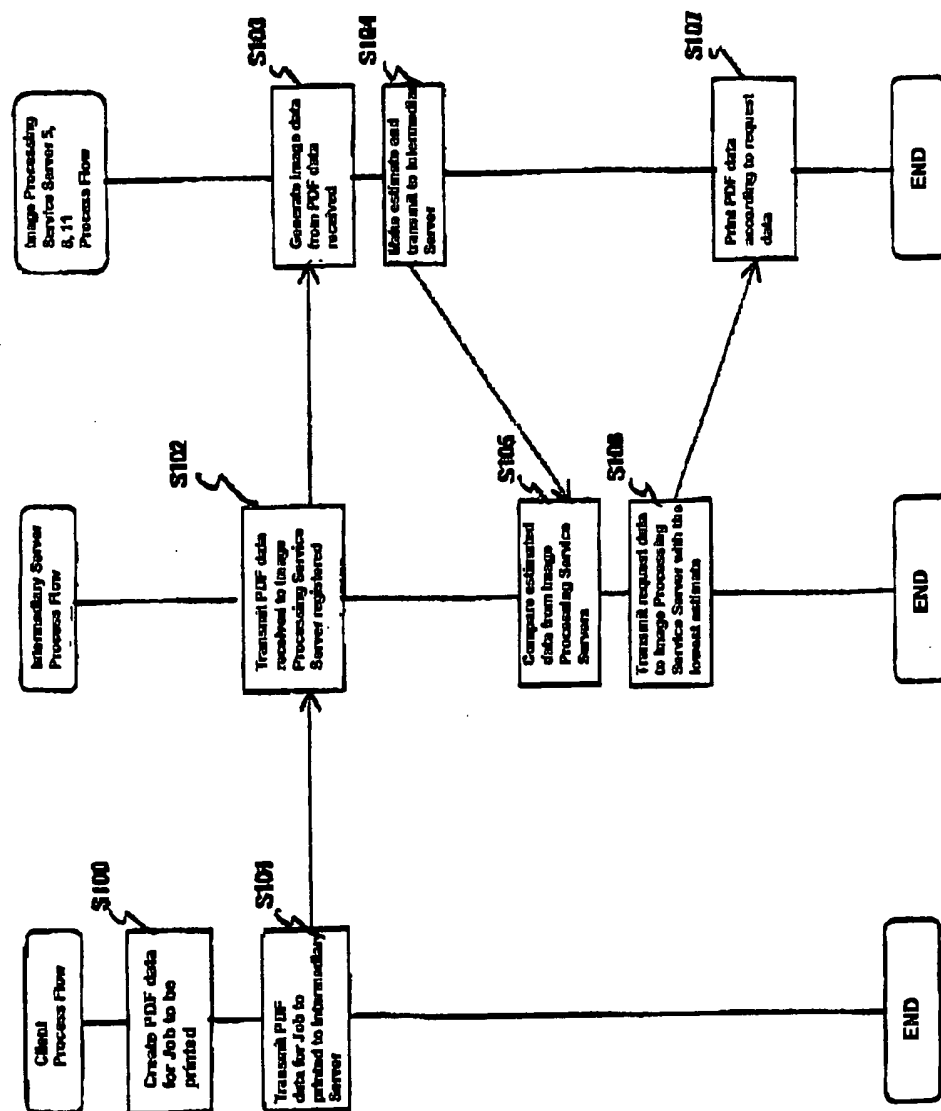 Client
Process Flow
S100
Create PDF data
for Job to be
printed
S101
Transmit PDF
data for Job to
printed to Intermediary
Server
END
Intermediary Server
Process Flow
S102
Transmit PDF data
received to Image
Processing Service
Server registered
S105
Compare estimated
data from Image
Processing Service
Servers
S106
Transmit request data
to Image Processing
Service Server with the
lowest estimate
END
Image Processing
Service Server 5,
8, 11
Process Flow
S103
Generate Image data
from PDF data
received
S104
Make estimate and
transmit to Intermediary
Server
S107
Print PDF data
according to request
data
END